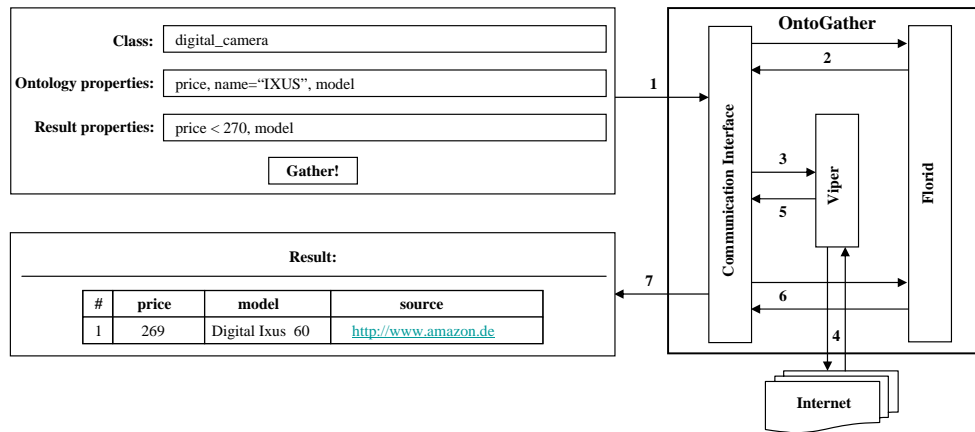 Class: digital_camera
Ontology properties: price, name=“IXUS”, model
Result properties: price < 270, model
Gather!
Result:
# price model source
1 269 Digital Ixus 60 http://www.amazon.de
OntoGather
Communication Interface
Viper
Florid
1
2
3
5
7
6
4
Internet